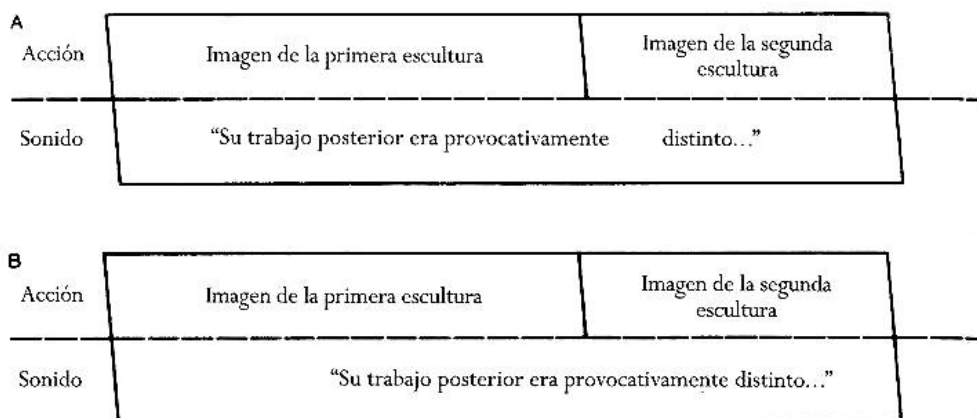 A
Acción
Imagen de la primera escultura
Imagen de la segunda
escultura
Sonido
“Su trabajo posterior era provocativamente distinto...”
B
Acción
Imagen de la primera escultura
Imagen de la segunda
escultura
Sonido
“Su trabajo posterior era provocativamente distinto...”